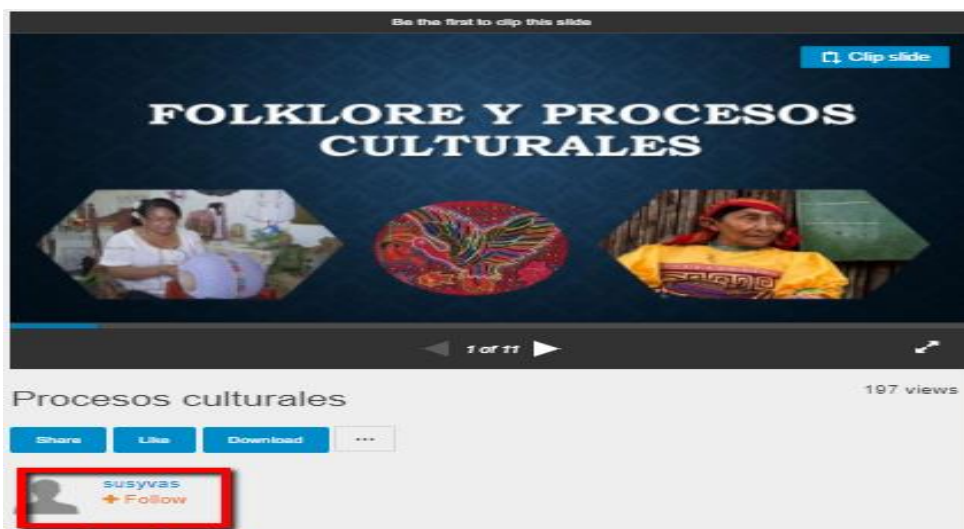 Be the first to clip this slide
Clip slide
FOLKLORE Y PROCESOS
CULTURALES
1 of 11
Procesos culturales
197 views
Share Like Download ...
susyvas
+ Follow